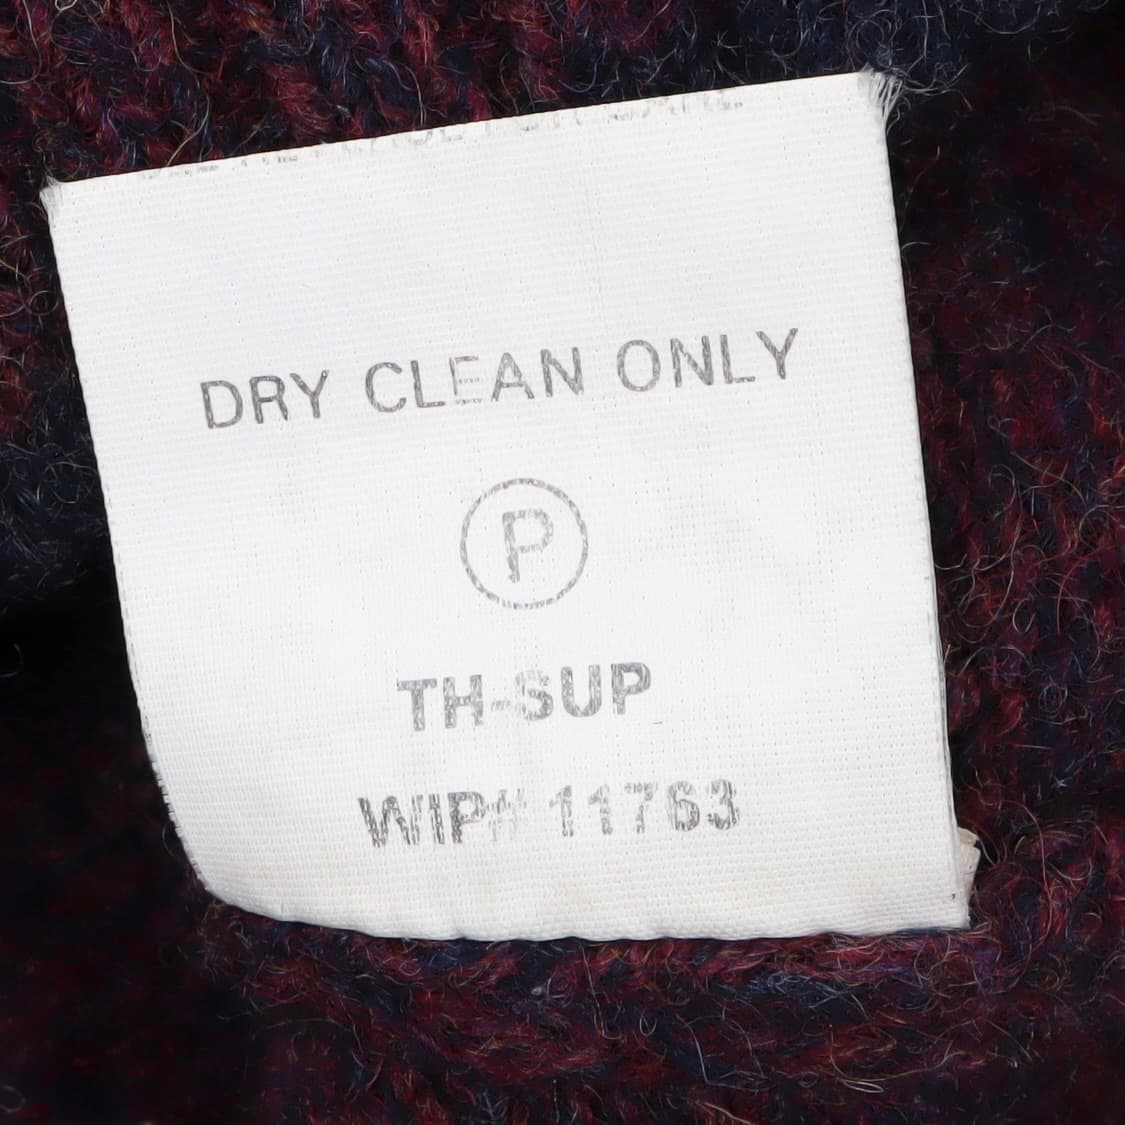 DRY CLEAN ONLY
P
TH-SUP
WIP# 11763